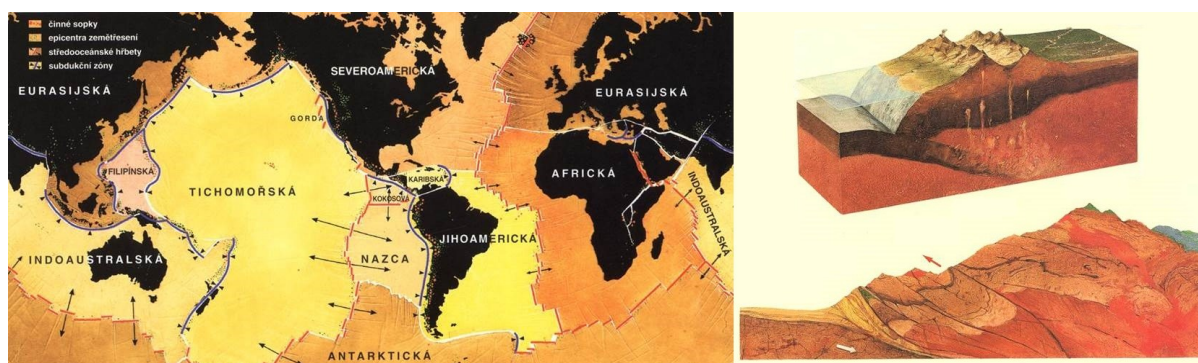 činné sopky
epicentra zemětřesení
středooceánské hřbety
subdukční zóny
EURASIJSKÁ
SEVEROAMERICKÁ
EURASIJSKÁ
GORDA
FILIPÍNSKÁ
TICHOMOŘSKÁ
KARIBSKÁ
KOKOSOVÁ
AFRICKÁ
INDOAUSTRALSKÁ
JIHOAMERICKÁ
INDOAUSTRALSKÁ
NAZCA
ANTARKTICKÁ